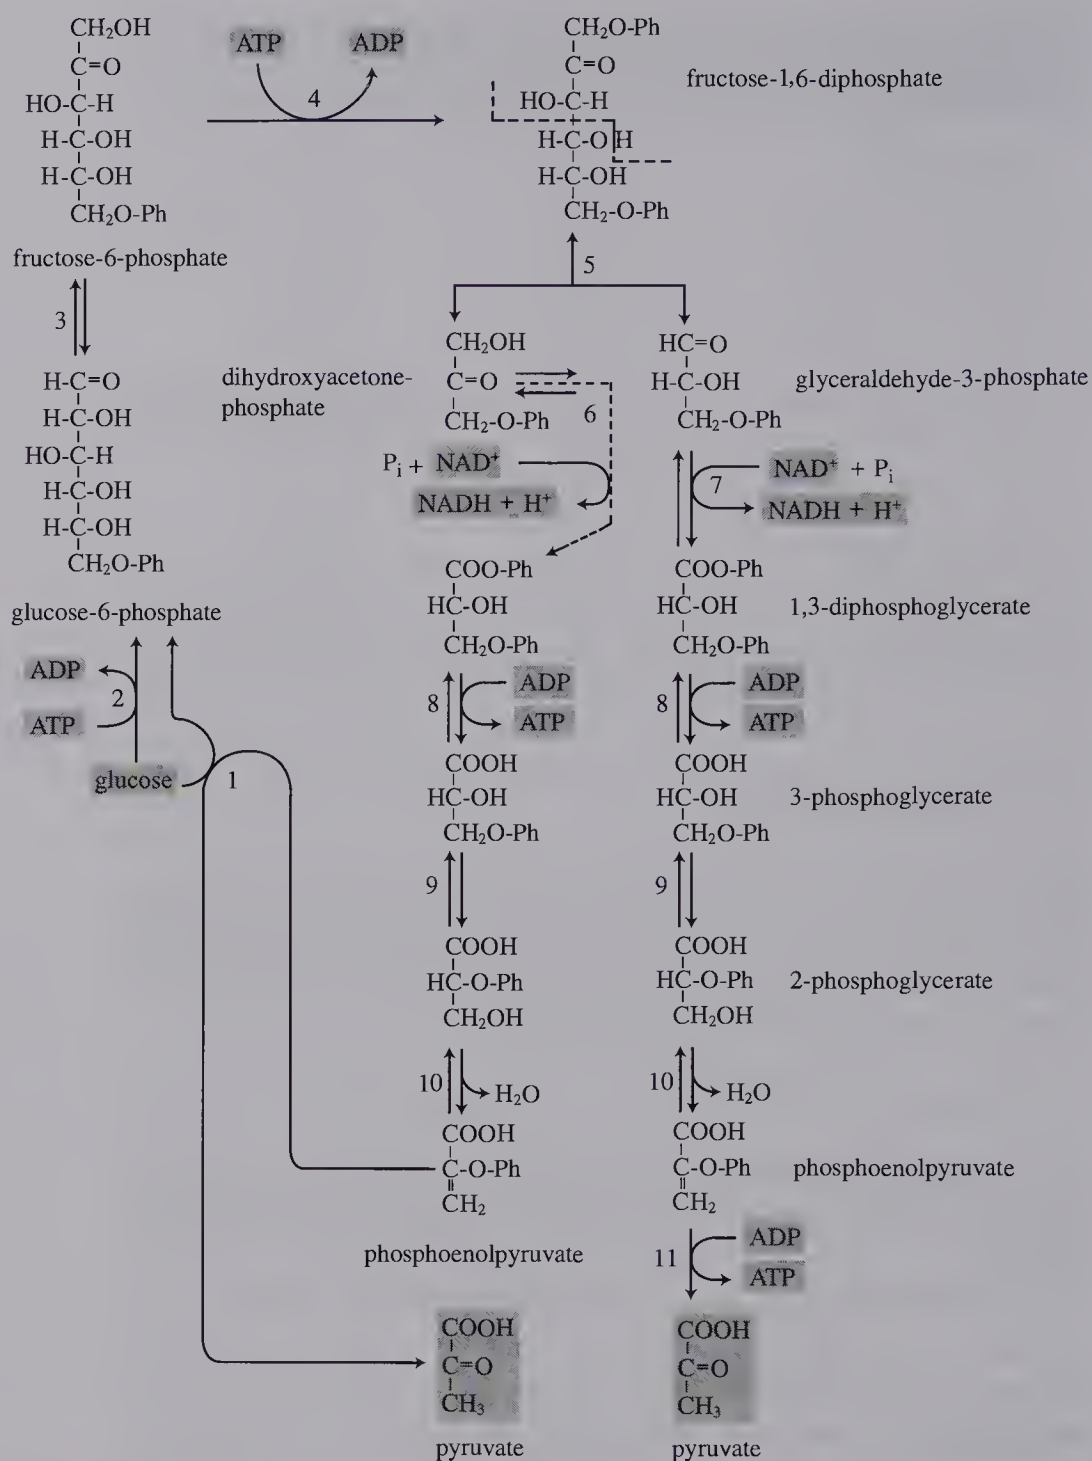 CH₂OH
C=O
HO-C-H
H-C-OH
H-C-OH
CH₂O-Ph
fructose-6-phosphate
ATP ADP
4
CH₂O-Ph
C=O
HO-C-H
H-C-OH
H-C-OH
CH₂-O-Ph
fructose-1,6-diphosphate
3
5
H-C=O
H-C-OH
HO-C-H
H-C-OH
H-C-OH
CH₂O-Ph
glucose-6-phosphate
dihydroxyacetone-
phosphate
CH₂OH
C=O
CH₂-O-Ph
6
HC=O
H-C-OH
CH₂-O-Ph
glyceraldehyde-3-phosphate
Pᵢ + NAD⁺
NADH + H⁺
7
NAD⁺ + Pᵢ
NADH + H⁺
COO-Ph
HC-OH
CH₂O-Ph
COO-Ph
HC-OH
CH₂O-Ph
1,3-diphosphoglycerate
ADP
2
ATP
glucose
1
8
ADP
ATP
8
ADP
ATP
COOH
HC-OH
CH₂O-Ph
COOH
HC-OH
CH₂O-Ph
3-phosphoglycerate
9
9
COOH
HC-O-Ph
CH₂OH
COOH
HC-O-Ph
CH₂OH
2-phosphoglycerate
10
H₂O
10
H₂O
COOH
C-O-Ph
CH₂
phosphoenolpyruvate
COOH
C-O-Ph
CH₂
phosphoenolpyruvate
11
ADP
ATP
COOH
C=O
CH₃
pyruvate
COOH
C=O
CH₃
pyruvate